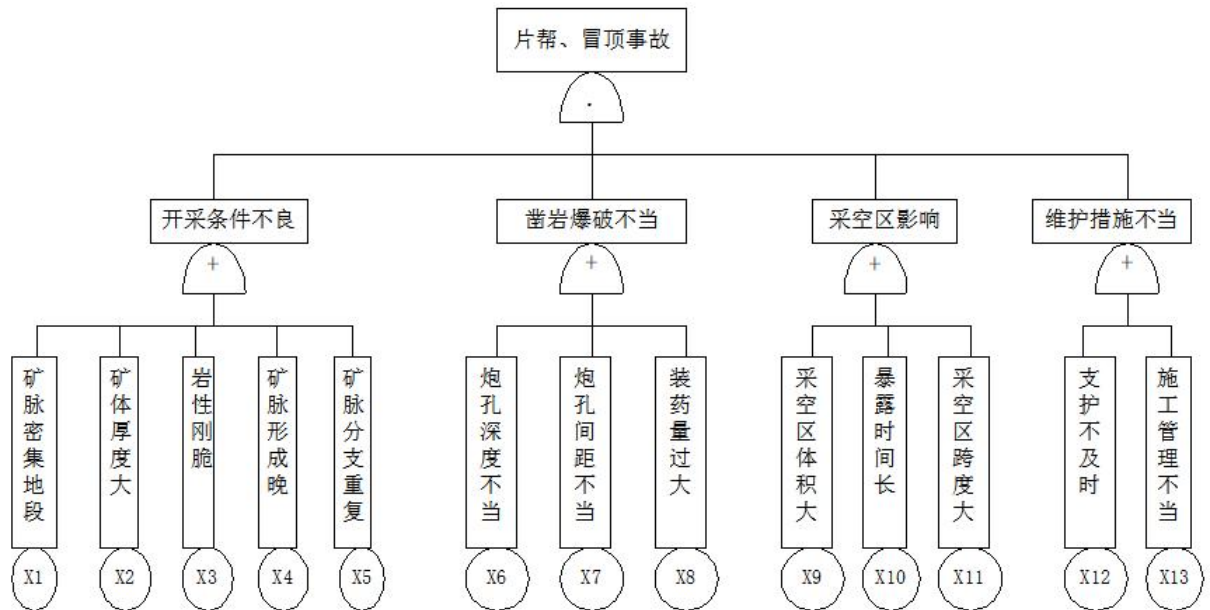 片帮、冒顶事故
.
开采条件不良
凿岩爆破不当
采空区影响
维护措施不当
+
+
+
+
矿脉密集地段
矿体厚度大
岩性刚脆
矿脉形成晚
矿脉分支重复
炮孔深度不当
炮孔间距不当
装药量过大
采空区体积大
暴露时间长
采空区跨度大
支护不及时
施工管理不当
X1
X2
X3
X4
X5
X6
X7
X8
X9
X10
X11
X12
X13